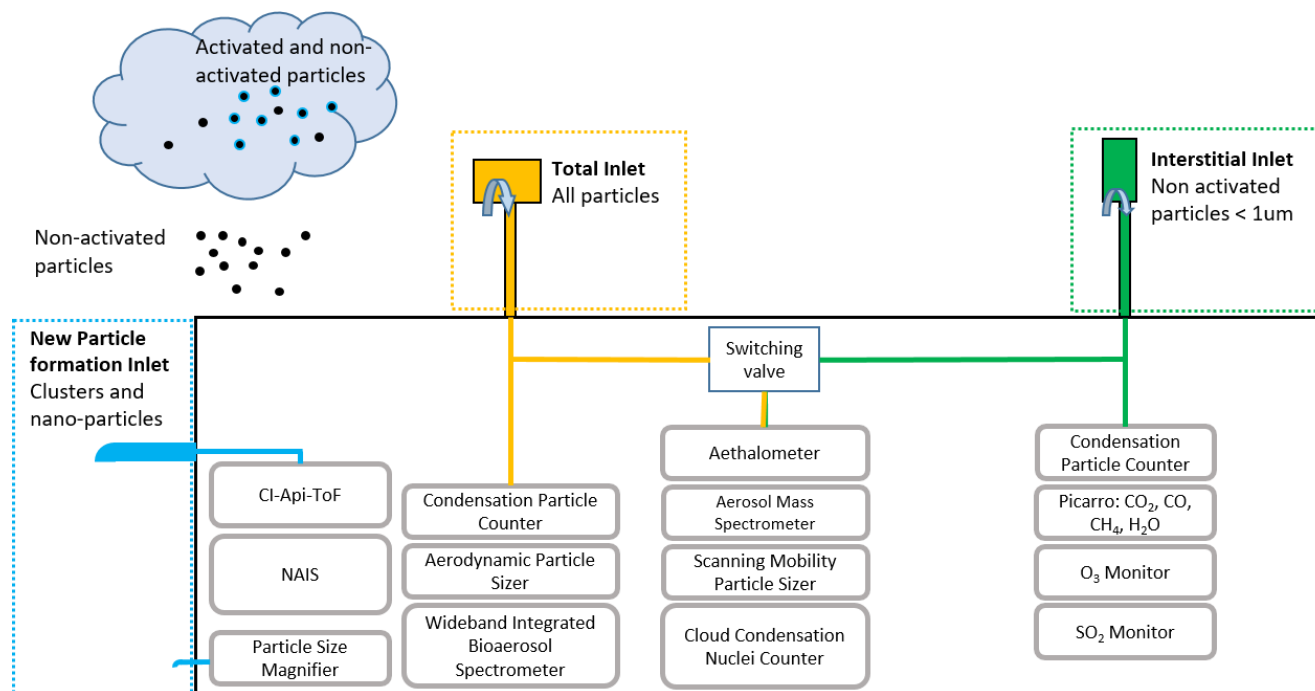 Activated and non-
activated particles
Non-activated
particles
Total Inlet
All particles
Interstitial Inlet
Non activated
particles < 1um
New Particle
formation Inlet
Clusters and
nano-particles
Switching
valve
CI-Api-ToF
NAIS
Particle Size
Magnifier
Condensation Particle
Counter
Aerodynamic Particle
Sizer
Wideband Integrated
Bioaerosol
Spectrometer
Aethalometer
Aerosol Mass
Spectrometer
Scanning Mobility
Particle Sizer
Cloud Condensation
Nuclei Counter
Condensation
Particle Counter
Picarro: CO₂, CO,
CH₄, H₂O
O₃ Monitor
SO₂ Monitor